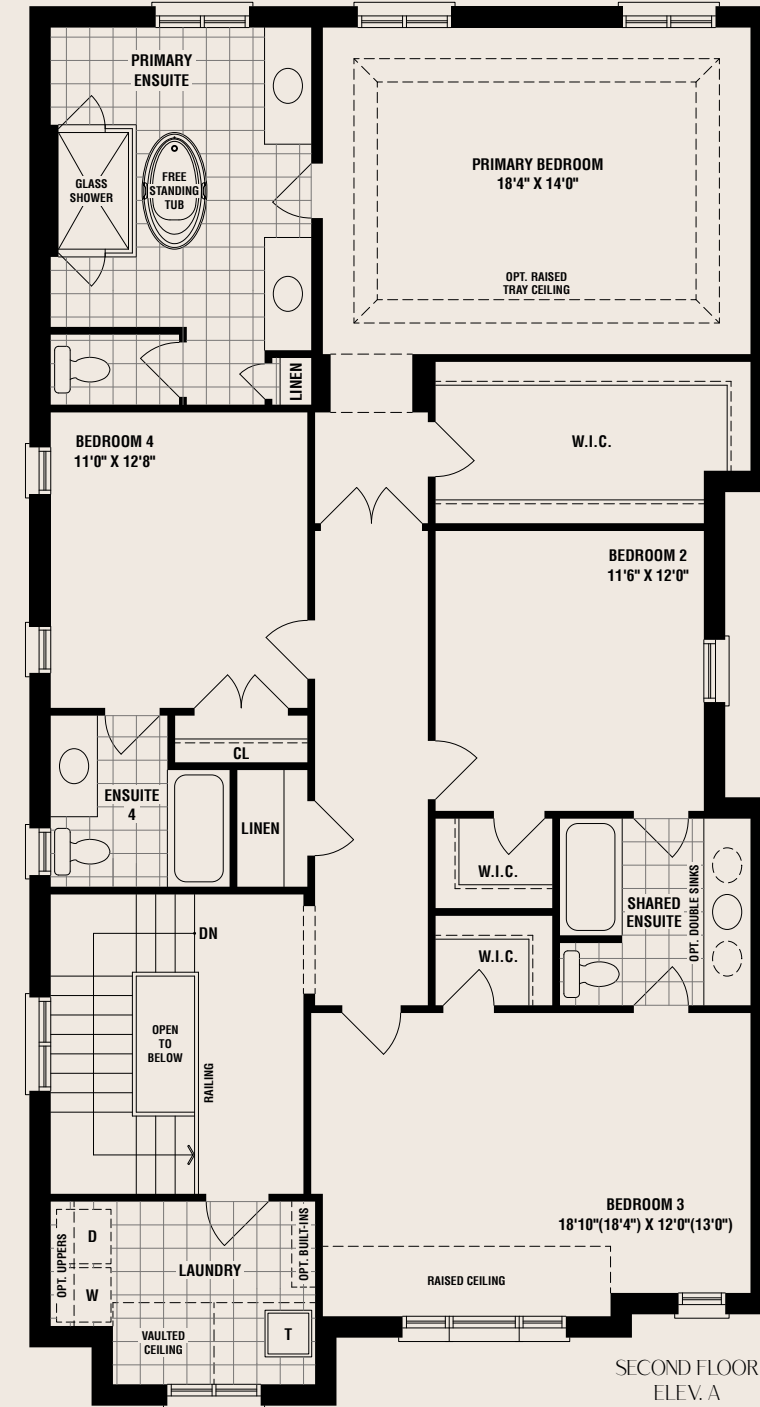 PRIMARY
ENSUITE
GLASS
SHOWER
FREE
STANDING
TUB
PRIMARY BEDROOM
18'4" X 14'0"
OPT. RAISED
TRAY CEILING
LINEN
BEDROOM 4
11'0" X 12'8"
W.I.C.
BEDROOM 2
11'6" X 12'0"
CL
ENSUITE
4
LINEN
W.I.C.
SHARED
ENSUITE
OPT. DOUBLE SINKS
W.I.C.
DN
OPEN
TO
BELOW
RAILING
BEDROOM 3
18'10"(18'4") X 12'0"(13'0")
RAISED CEILING
OPT. UPPERS
D
W
LAUNDRY
OPT. BUILT-INS
VAULTED
CEILING
T
SECOND FLOOR
ELEV. A